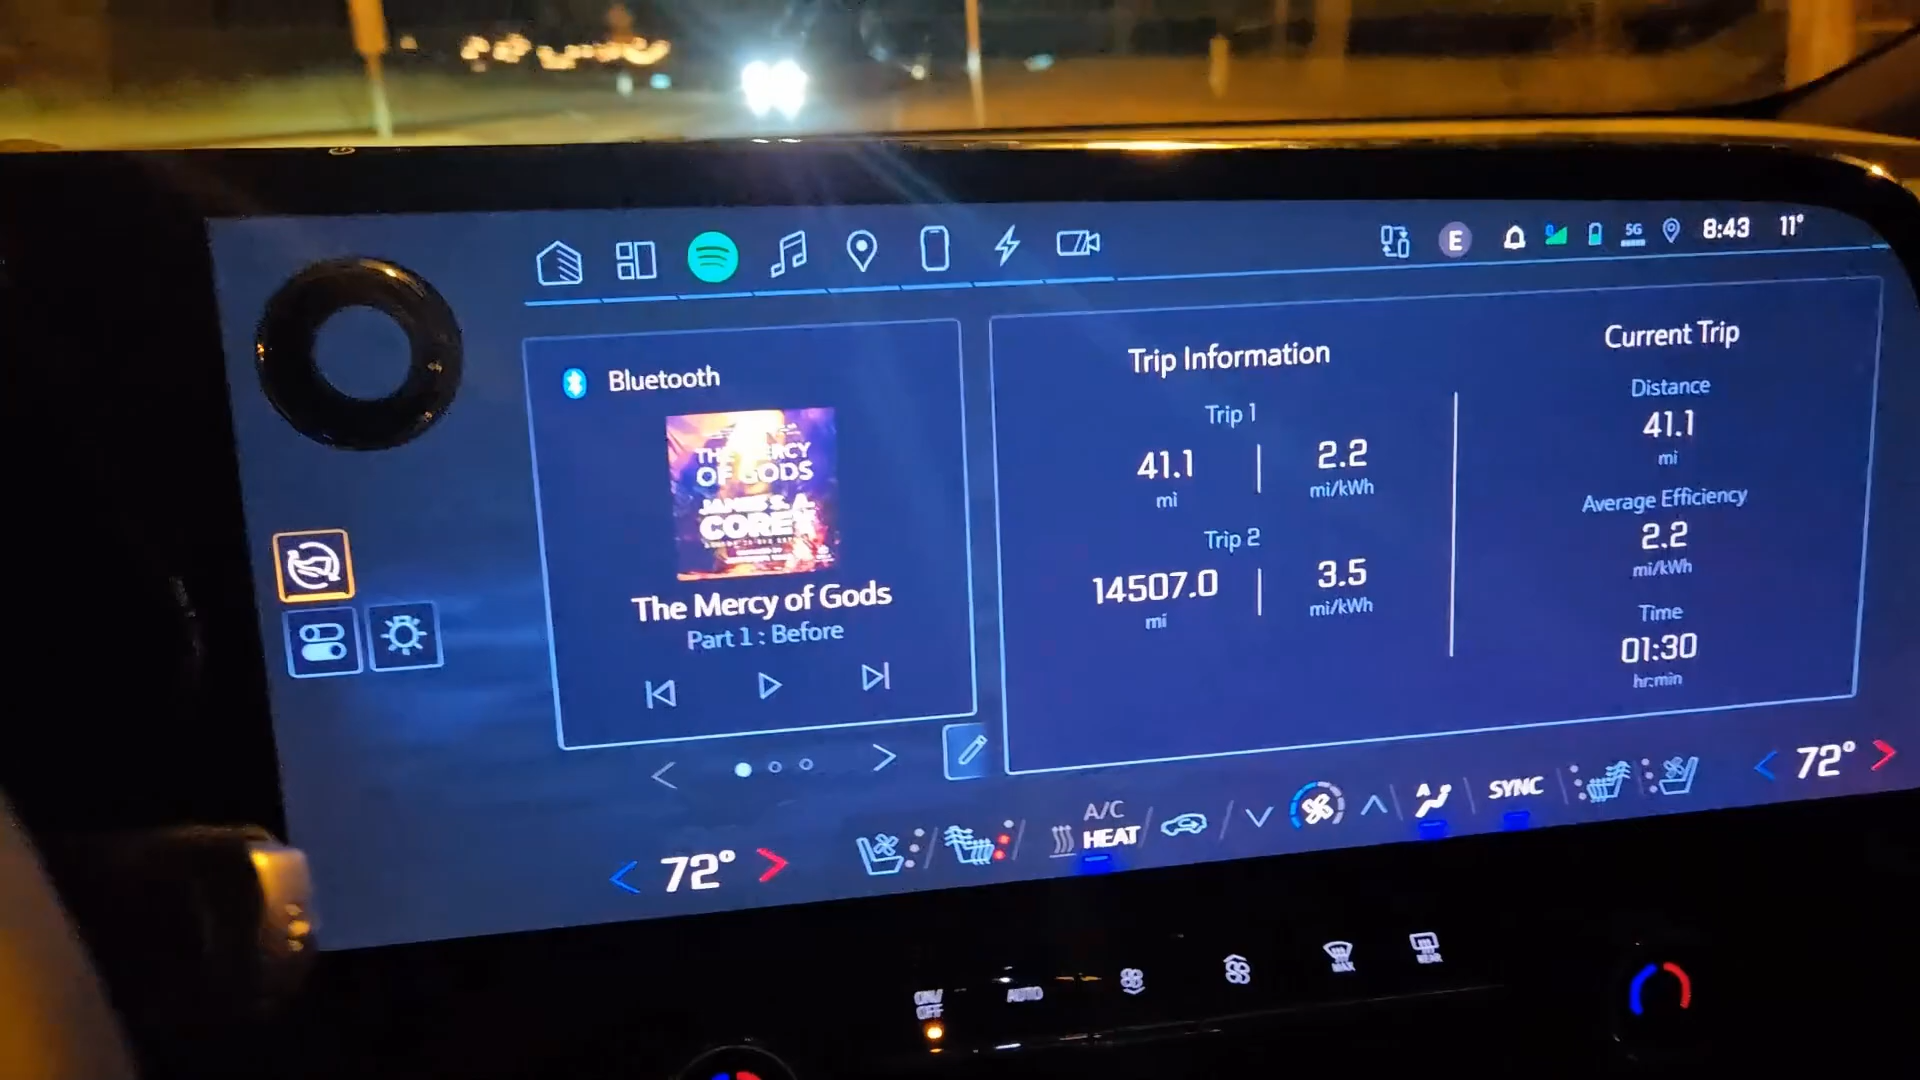 E 5G 8:43 11°
Bluetooth
THE MERCY
OF GODS
JAMES S. A.
COREY
The Mercy of Gods
Part 1 : Before
Trip Information
Trip 1
41.1
mi
2.2
mi/kWh
Trip 2
14507.0
mi
3.5
mi/kWh
Current Trip
Distance
41.1
mi
Average Efficiency
2.2
mi/kWh
Time
01:30
hr:min
72°
A/C
HEAT
A
SYNC
72°
ON/
OFF
AUTO
MAX
REAR